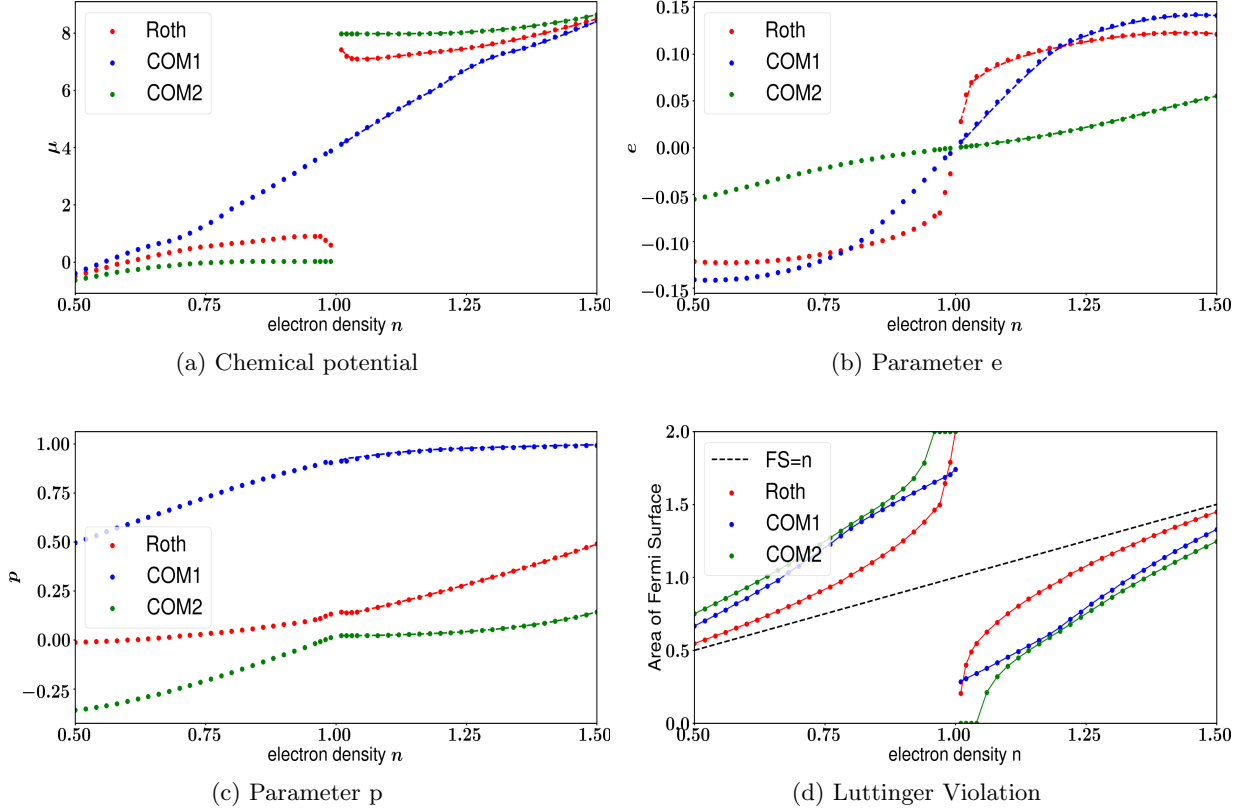 8
6
4
2
0
μ
Roth
COM1
COM2
0.50 0.75 1.00 1.25 1.50
electron density n
(a) Chemical potential
0.15
0.10
0.05
0.00
−0.05
−0.10
−0.15
e
Roth
COM1
COM2
0.50 0.75 1.00 1.25 1.50
electron density n
(b) Parameter e
1.00
0.75
0.50
0.25
0.00
−0.25
p
Roth
COM1
COM2
0.50 0.75 1.00 1.25 1.50
electron density n
(c) Parameter p
2.0
1.5
1.0
0.5
0.0
Area of Fermi Surface
FS=n
Roth
COM1
COM2
0.50 0.75 1.00 1.25 1.50
electron density n
(d) Luttinger Violation